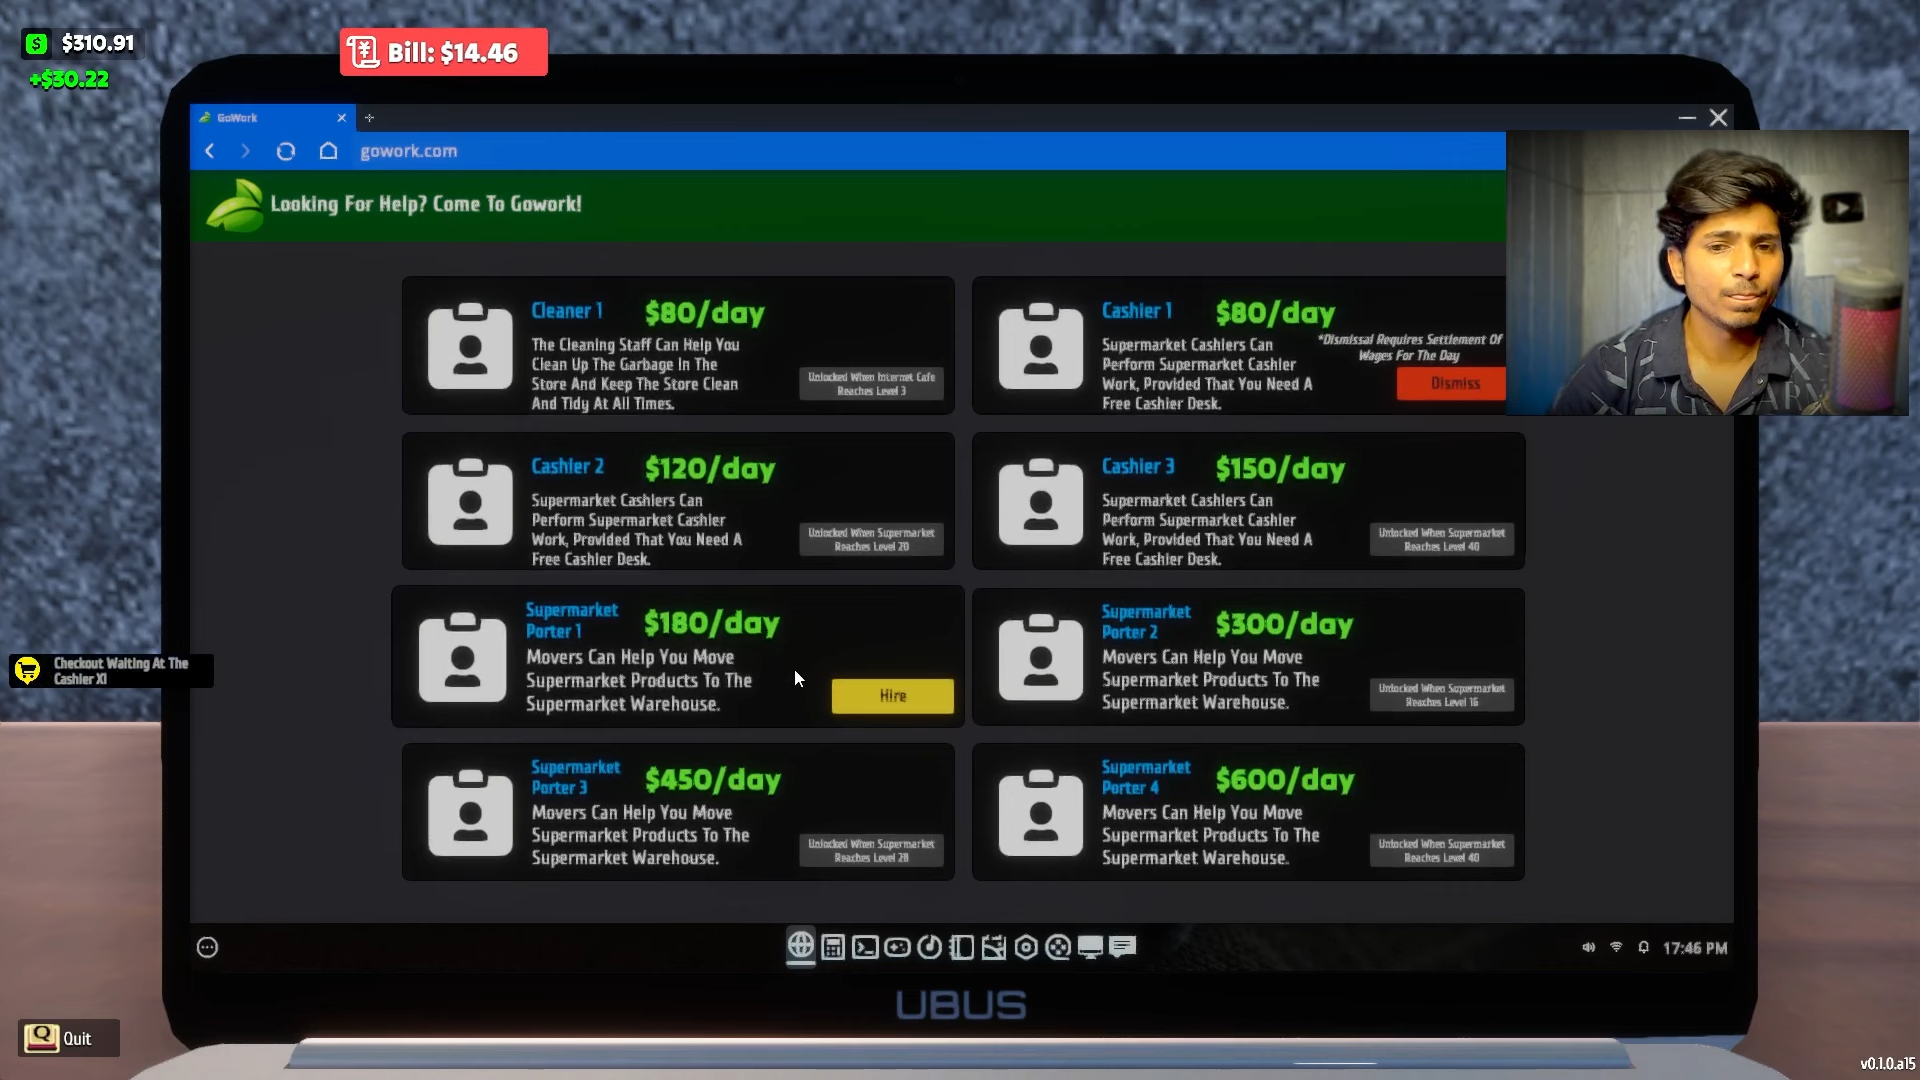 $310.91
+$30.22
Bill: $14.46
GoWork
gowork.com
Looking For Help? Come To Gowork!
Cleaner 1 $80/day
The Cleaning Staff Can Help You
Clean Up The Garbage In The
Store And Keep The Store Clean
And Tidy At All Times.
Unlocked When Internet Cafe
Reaches Level 3
Cashier 1 $80/day
Supermarket Cashiers Can
Perform Supermarket Cashier
Work, Provided That You Need A
Free Cashier Desk.
*Dismissal Requires Settlement Of
Wages For The Day
Dismiss
Cashier 2 $120/day
Supermarket Cashiers Can
Perform Supermarket Cashier
Work, Provided That You Need A
Free Cashier Desk.
Unlocked When Supermarket
Reaches Level 20
Cashier 3 $150/day
Supermarket Cashiers Can
Perform Supermarket Cashier
Work, Provided That You Need A
Free Cashier Desk.
Unlocked When Supermarket
Reaches Level 40
Supermarket
Porter 1 $180/day
Movers Can Help You Move
Supermarket Products To The
Supermarket Warehouse.
Hire
Supermarket
Porter 2 $300/day
Movers Can Help You Move
Supermarket Products To The
Supermarket Warehouse.
Unlocked When Supermarket
Reaches Level 16
Supermarket
Porter 3 $450/day
Movers Can Help You Move
Supermarket Products To The
Supermarket Warehouse.
Unlocked When Supermarket
Reaches Level
Supermarket
Porter 4 $600/day
Movers Can Help You Move
Supermarket Products To The
Supermarket Warehouse.
Unlocked When Supermarket
Reaches Level 40
Checkout Waiting At The
Cashier X1
17:46 PM
UBUS
Q Quit
v0.1.0.a15